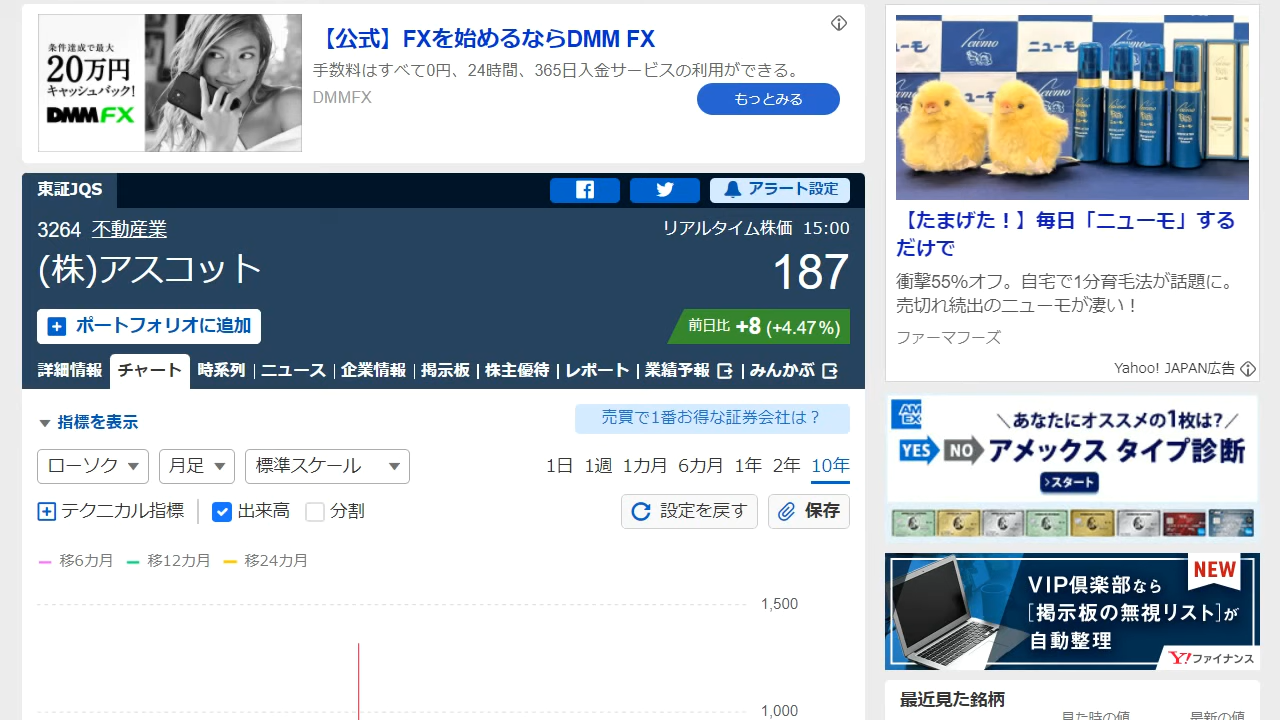 条件達成で最大
20万円
キャッシュバック!
DMM FX
【公式】FXを始めるならDMM FX
手数料はすべて0円、24時間、365日入金サービスの利用ができる。
DMMFX
もっとみる
東証JQS
アラート設定
3264 不動産業
リアルタイム株価 15:00
(株)アスコット
187
ポートフォリオに追加
前日比 +8 (+4.47%)
詳細情報 チャート 時系列 ニュース 企業情報 掲示板 株主優待 レポート 業績予報 みんかぶ
指標を表示
売買で1番お得な証券会社は?
ローソク 月足 標準スケール
1日 1週 1カ月 6カ月 1年 2年 10年
テクニカル指標 出来高 分割
設定を戻す 保存
移6カ月 移12カ月 移24カ月
1,500
1,000
ニューモ
【たまげた!】毎日「ニューモ」する
だけで
衝撃55%オフ。自宅で1分育毛法が話題に。
売切れ続出のニューモが凄い!
ファーマフーズ
Yahoo! JAPAN広告
AM
EX
\あなたにオススメの1枚は?/
YES NO アメックス タイプ診断
スタート
NEW
VIP倶楽部なら
[掲示板の無視リスト]が
自動整理
Y!ファイナンス
最近見た銘柄
見た時の値 最新の値